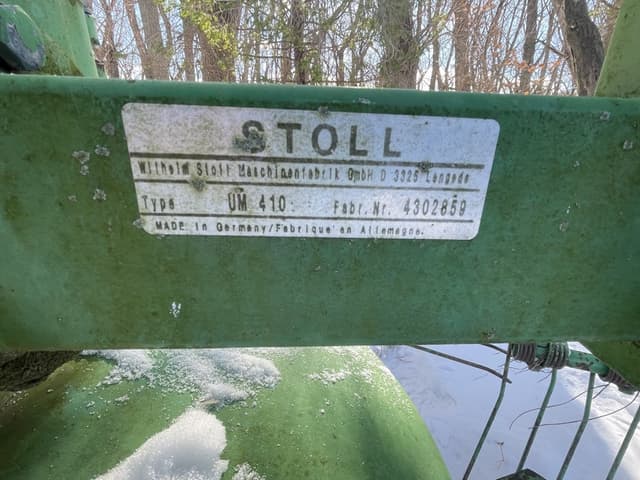 STOLL
Wilhelm Stoll Maschinenfabrik GmbH D 3325 Lengede
Type UM 410 Fabr. Nr. 4302859
MADE in Germany/Fabriqué en Allemagne.